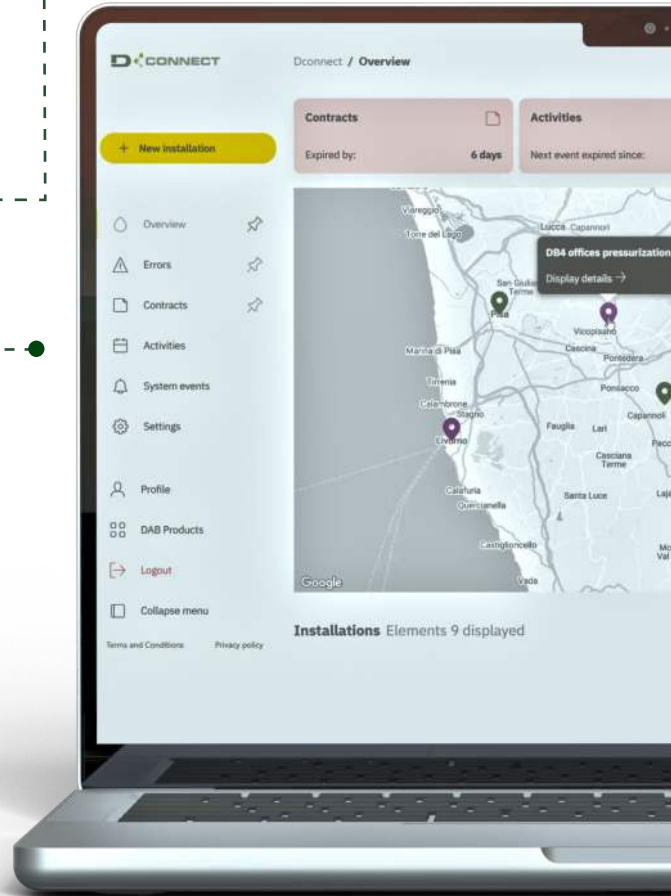 D CONNECT
Dconnect / Overview
Contracts
Activities
+ New installation
Expired by:
6 days
Next event expired since:
Overview
Errors
Contracts
Activities
System events
Settings
Profile
DAB Products
Logout
Collapse menu
Terms and Conditions
Privacy policy
Viareggio
Torre del Lago
Lucca
Capannori
DB4 offices pressurization
Display details →
San Giuliano
Terme
Pisa
Vicopisano
Cascina
Pontedera
Marina di Pisa
Tirrenia
Ponsacco
Calambrone
Stagno
Capannoli
Livorno
Fauglia
Lari
Casciana
Terme
Calafuria
Quercianella
Santa Luce
Castiglioncello
Vada
Google
Installations Elements 9 displayed